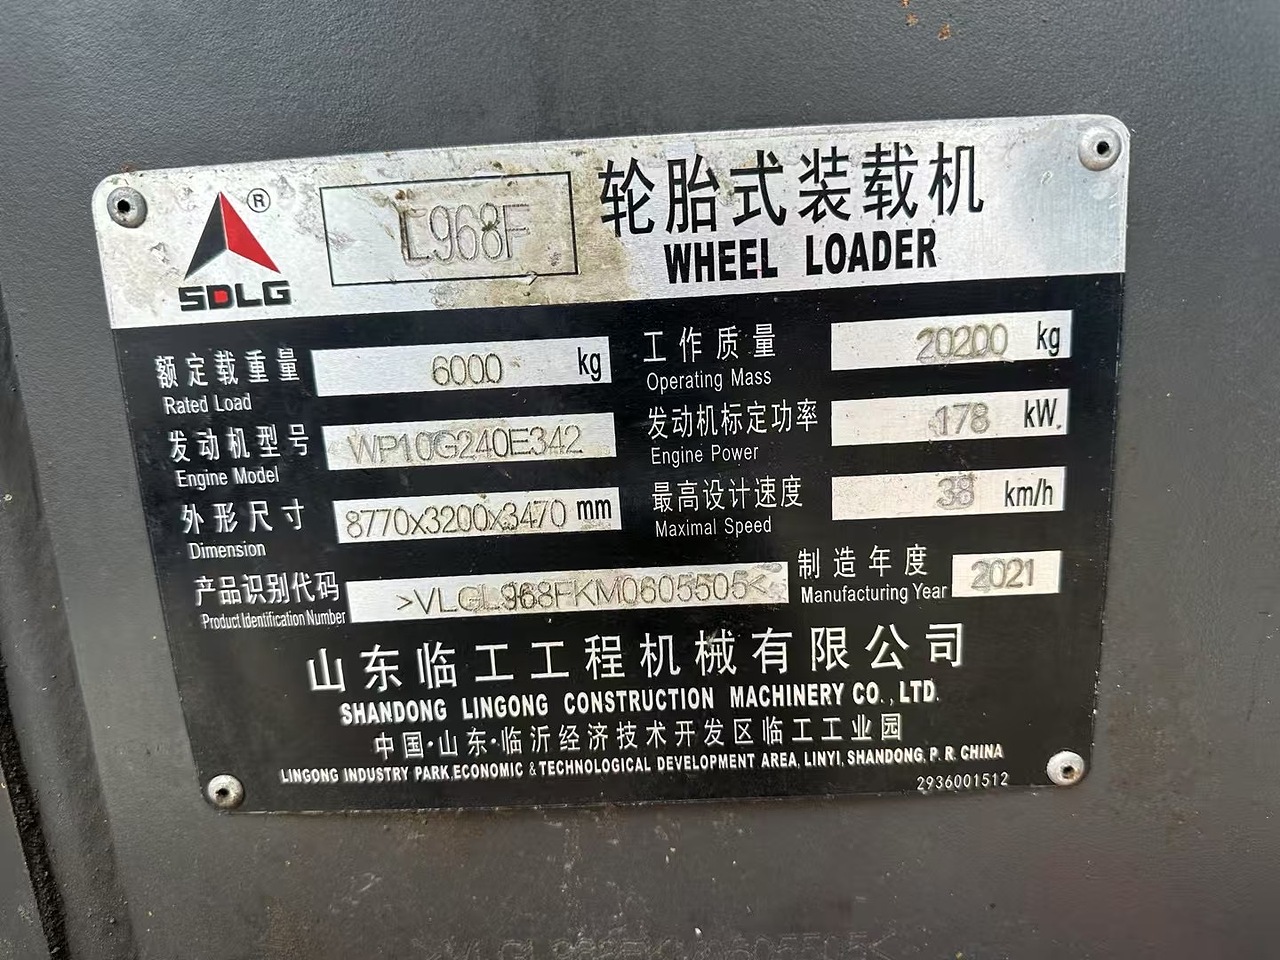 ®
SDLG
L968F
轮胎式装载机
WHEEL LOADER
额定载重量 6000 kg
Rated Load
工作质量 20200 kg
Operating Mass
发动机型号 WP10G240E342
Engine Model
发动机标定功率 178 kW.
Engine Power
外形尺寸 8770x3200x3470 mm
Dimension
最高设计速度 38 km/h
Maximal Speed
产品识别代码 >VLGL968FKM0605505<
Product Identification Number
制造年度 2021
Manufacturing Year
山东临工工程机械有限公司
SHANDONG LINGONG CONSTRUCTION MACHINERY CO., LTD.
中国·山东·临沂经济技术开发区临工工业园
LINGONG INDUSTRY PARK,ECONOMIC & TECHNOLOGICAL DEVELOPMENT AREA, LINYI, SHANDONG, P. R. CHINA
2936001512